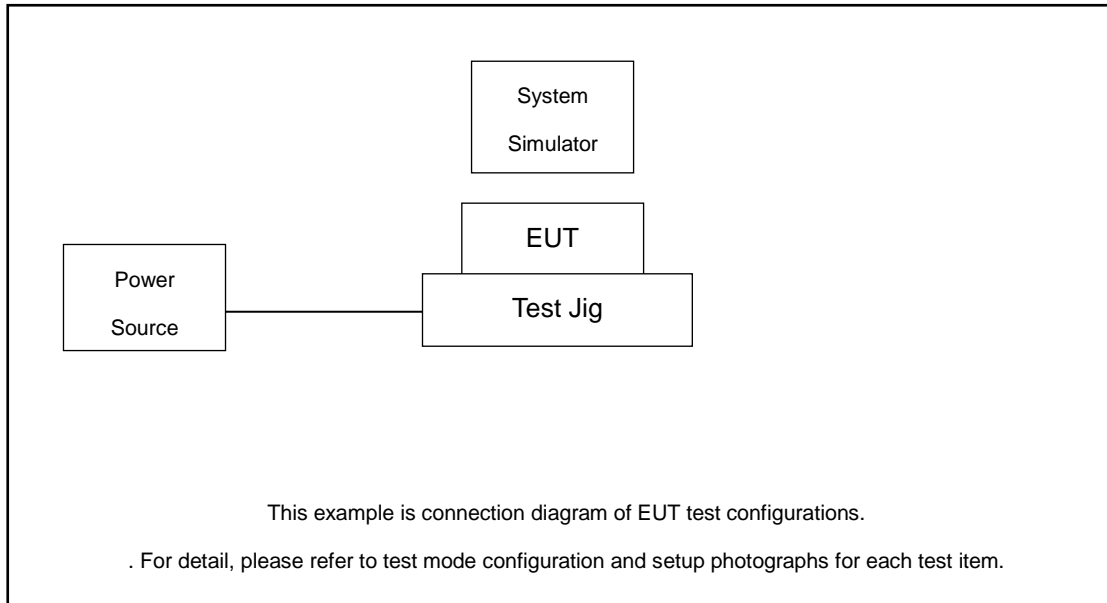 System
Simulator
EUT
Power
Source
Test Jig
This example is connection diagram of EUT test configurations.
. For detail, please refer to test mode configuration and setup photographs for each test item.